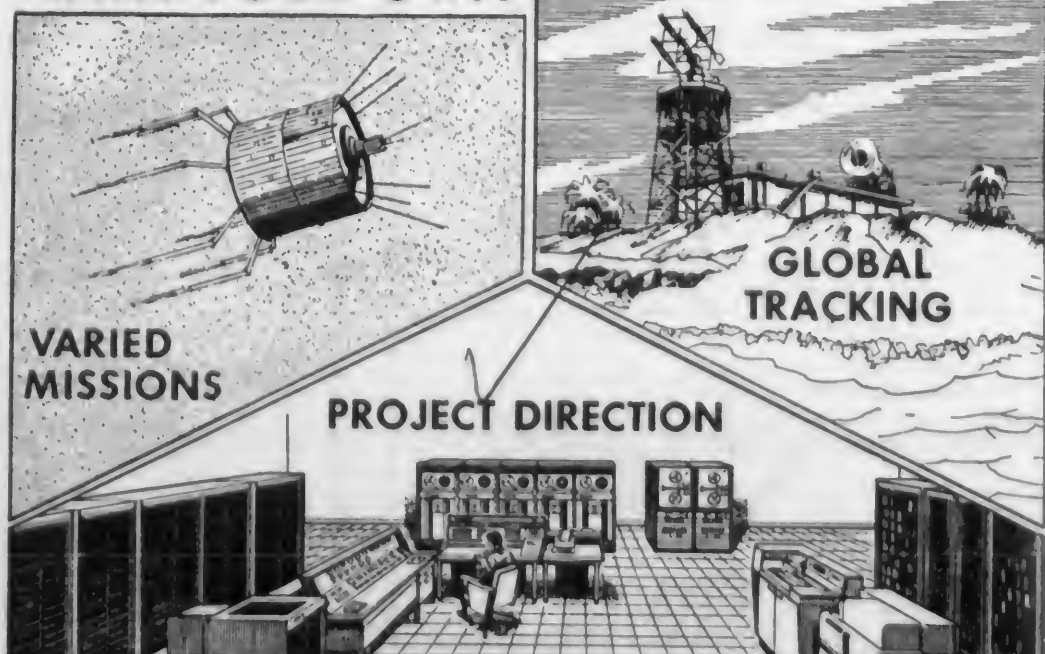 VARIED
MISSIONS
GLOBAL
TRACKING
PROJECT DIRECTION